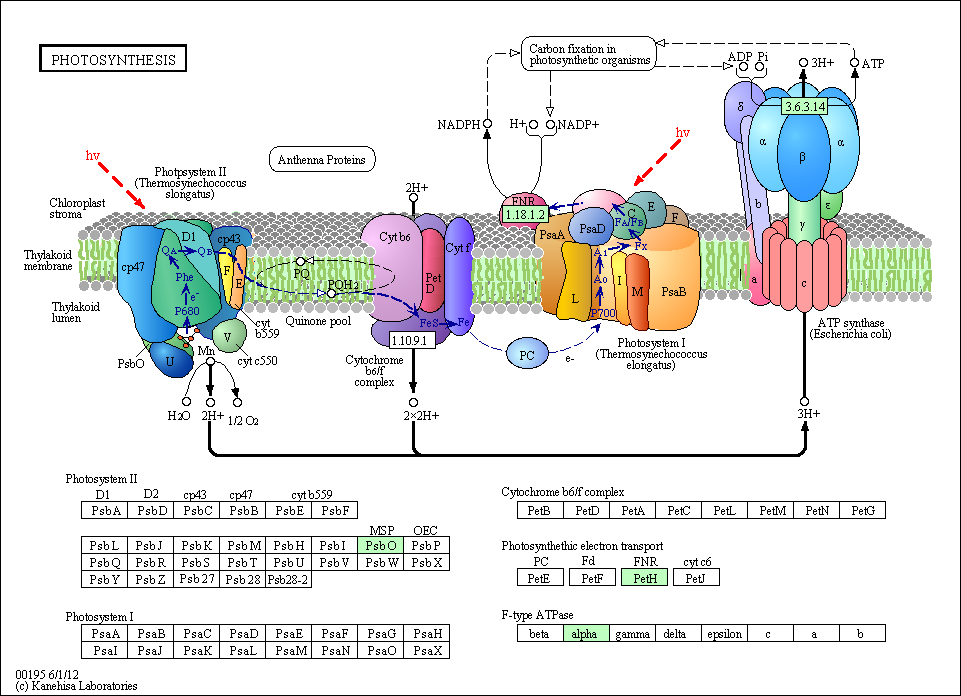 PHOTOSYNTHESIS
Carbon fixation in
photosynthetic organisms
ADP Pi
3H+
ATP
NADPH
H+
NADP+
hν
hν
Anthenna Proteins
Photpsystem II
(Thermosynechococcus
slongatus)
2H+
Chloroplast
stroma
Thylakoid
membrane
Thylakoid
lumen
cp47
D1
cp43
QA
QB
Phe
e-
P680
F
E
PsbO
U
V
Mn
cyt
b559
cyt c550
H2O
2H+
1/2 O2
PQ
PQH2
Quinone pool
Cyt b6
Pet
D
Cyt f
FeS
Fe
1.10.9.1
Cytochrome
b6/f
complex
2×2H+
PC
e-
FNR
1.18.1.2
PsaA
PsaD
C
E
F
FA/FB
FX
A1
A0
P700
L
I
M
PsaB
Photosystem I
(Thermosynechococcus
elongatus)
3.6.3.14
δ
α
β
α
b
γ
ε
a
c
ATP synthase
(Escherichia coli)
3H+
Photosystem II
D1 D2 cp43 cp47 cyt b559
PsbA PsbD PsbC PsbB PsbE PsbF
MSP OEC
PsbL PsbJ PsbK PsbM PsbH PsbI PsbO PsbP
PsbQ PsbR PsbS PsbT PsbU PsbV PsbW PsbX
PsbY PsbZ Psb27 Psb28 Psb28-2
Photosystem I
PsaA PsaB PsaC PsaD PsaE PsaF PsaG PsaH
PsaI PsaJ PsaK PsaL PsaM PsaN PsaO PsaX
Cytochrome b6/f complex
PetB PetD PetA PetC PetL PetM PetN PetG
Photosynththic electron transport
PC Fd FNR cyt c6
PetE PetF PetH PetJ
F-type ATPase
beta alpha gamma delta epsilon c a b
00195 6/1/12
(c) Kanehisa Laboratories